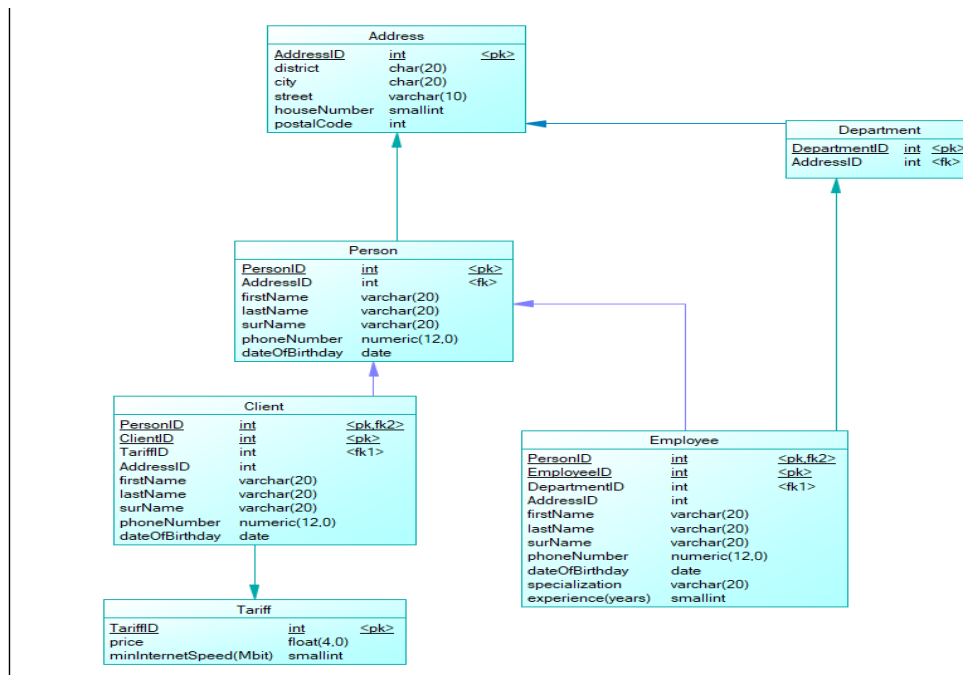 Address
AddressID int <pk>
district char(20)
city char(20)
street varchar(10)
houseNumber smallint
postalCode int
Department
DepartmentID int <pk>
AddressID int <fk>
Person
PersonID int <pk>
AddressID int <fk>
firstName varchar(20)
lastName varchar(20)
surName varchar(20)
phoneNumber numeric(12,0)
dateOfBirthday date
Client
PersonID int <pk,fk2>
ClientID int <pk>
TariffID int <fk1>
AddressID int
firstName varchar(20)
lastName varchar(20)
surName varchar(20)
phoneNumber numeric(12,0)
dateOfBirthday date
Employee
PersonID int <pk,fk2>
EmployeeID int <pk>
DepartmentID int <fk1>
AddressID int
firstName varchar(20)
lastName varchar(20)
surName varchar(20)
phoneNumber numeric(12,0)
dateOfBirthday date
specialization varchar(20)
experience(years) smallint
Tariff
TariffID int <pk>
price float(4,0)
minInternetSpeed(Mbit) smallint